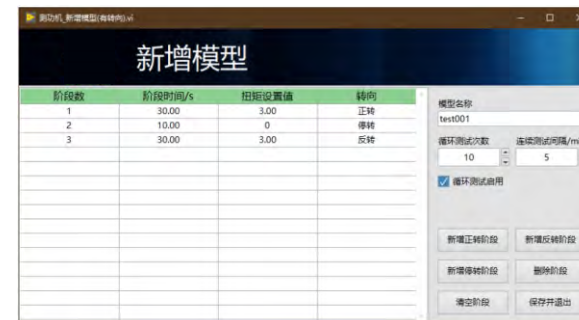 测功机_新增模型(有转向).vi
新增模型
阶段数 阶段时间/s 扭矩设置值 转向
1 30.00 3.00 正转
2 10.00 0 停转
3 30.00 3.00 反转
模型名称
test001
循环测试次数 连续测试间隔/mi
10 5
循环测试启用
新增正转阶段 新增反转阶段
新增停转阶段 删除阶段
清空阶段 保存并退出